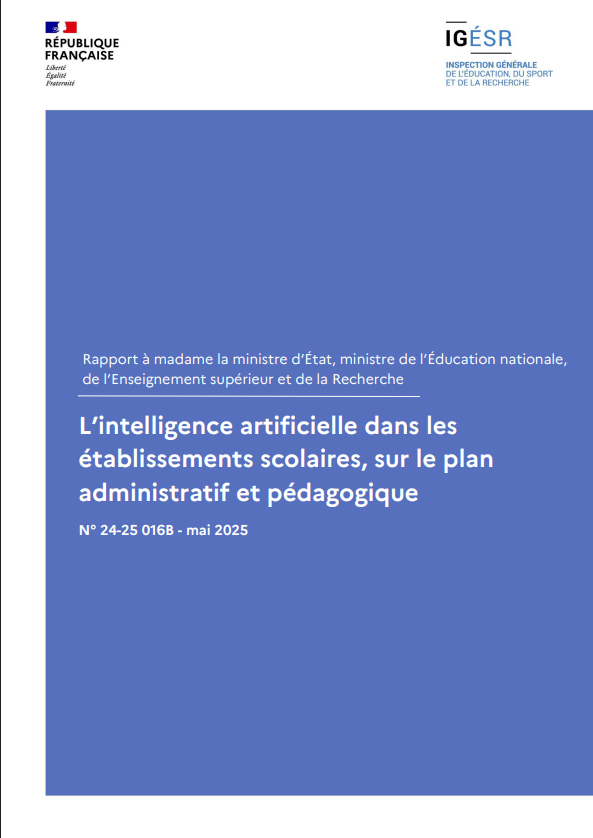 RÉPUBLIQUE
FRANÇAISE
Liberté
Égalité
Fraternité
IGÉSR
INSPECTION GÉNÉRALE
DE L'ÉDUCATION, DU SPORT
ET DE LA RECHERCHE
Rapport à madame la ministre d'État, ministre de l'Éducation nationale,
de l'Enseignement supérieur et de la Recherche
L'intelligence artificielle dans les
établissements scolaires, sur le plan
administratif et pédagogique
N° 24-25 016B - mai 2025